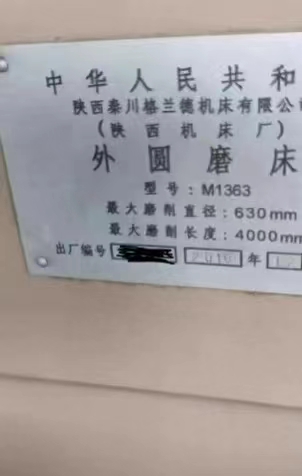 中华人民共和
陕西秦川格兰德机床有限公司
(陕西机床厂)
外圆磨床
型号:M1363
最大磨削直径:630mm
最大磨削长度:4000mm
出厂编号 2010 年